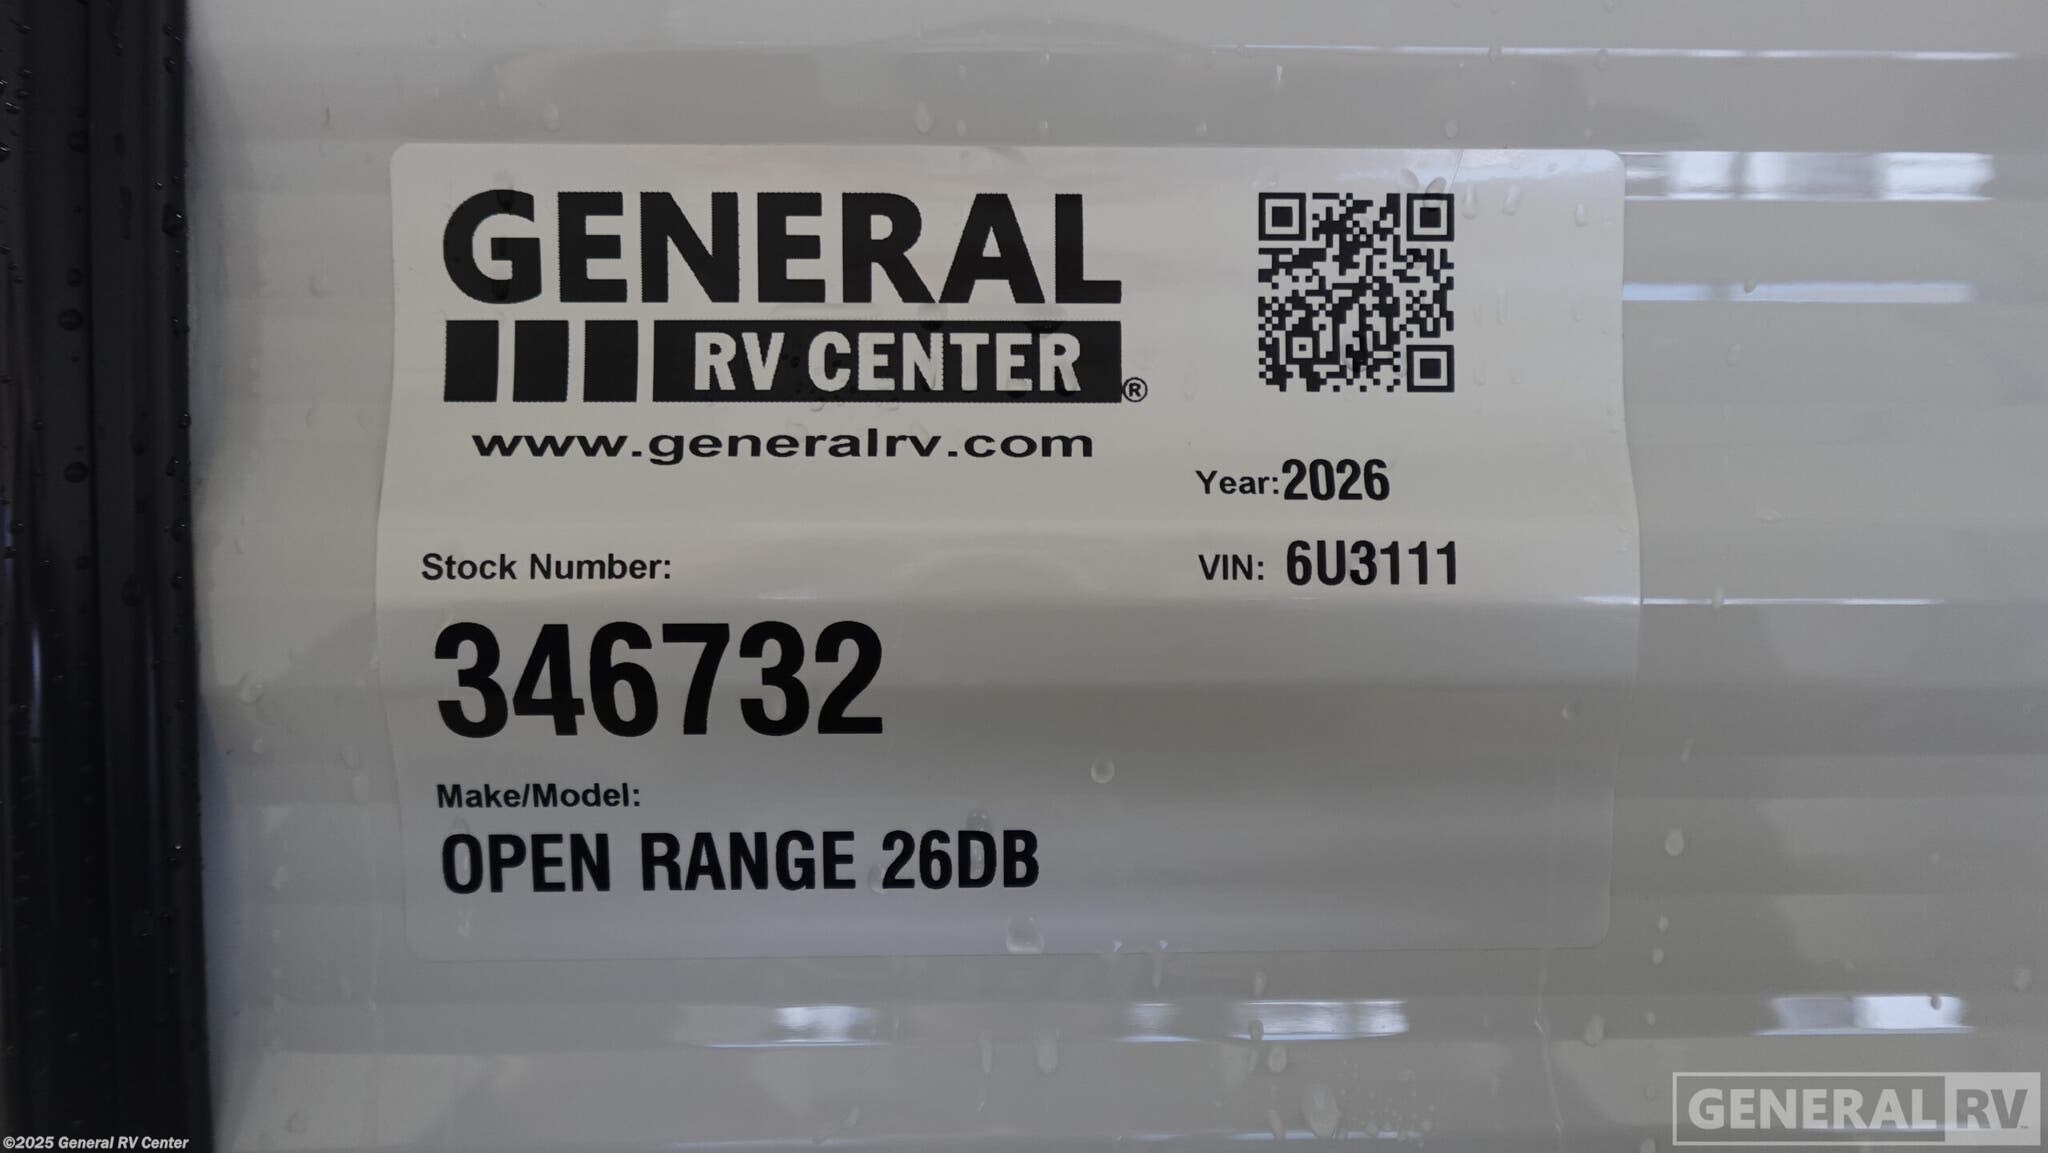 GENERAL
RV CENTER®
www.generalrv.com
Year: 2026
Stock Number:
VIN: 6U3111
346732
Make/Model:
OPEN RANGE 26DB
GENERAL RV™
©2025 General RV Center